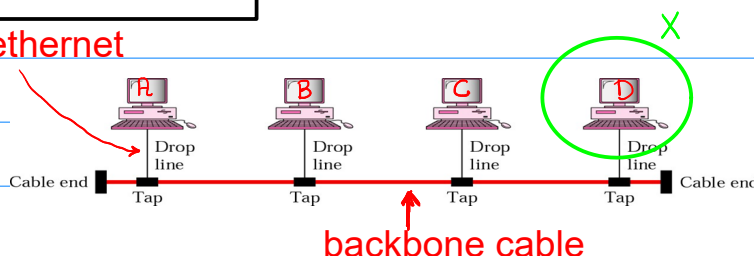 X
ethernet
A B C D
Drop line Drop line Drop line Drop line
Cable end Tap Tap Tap Tap Cable end
backbone cable